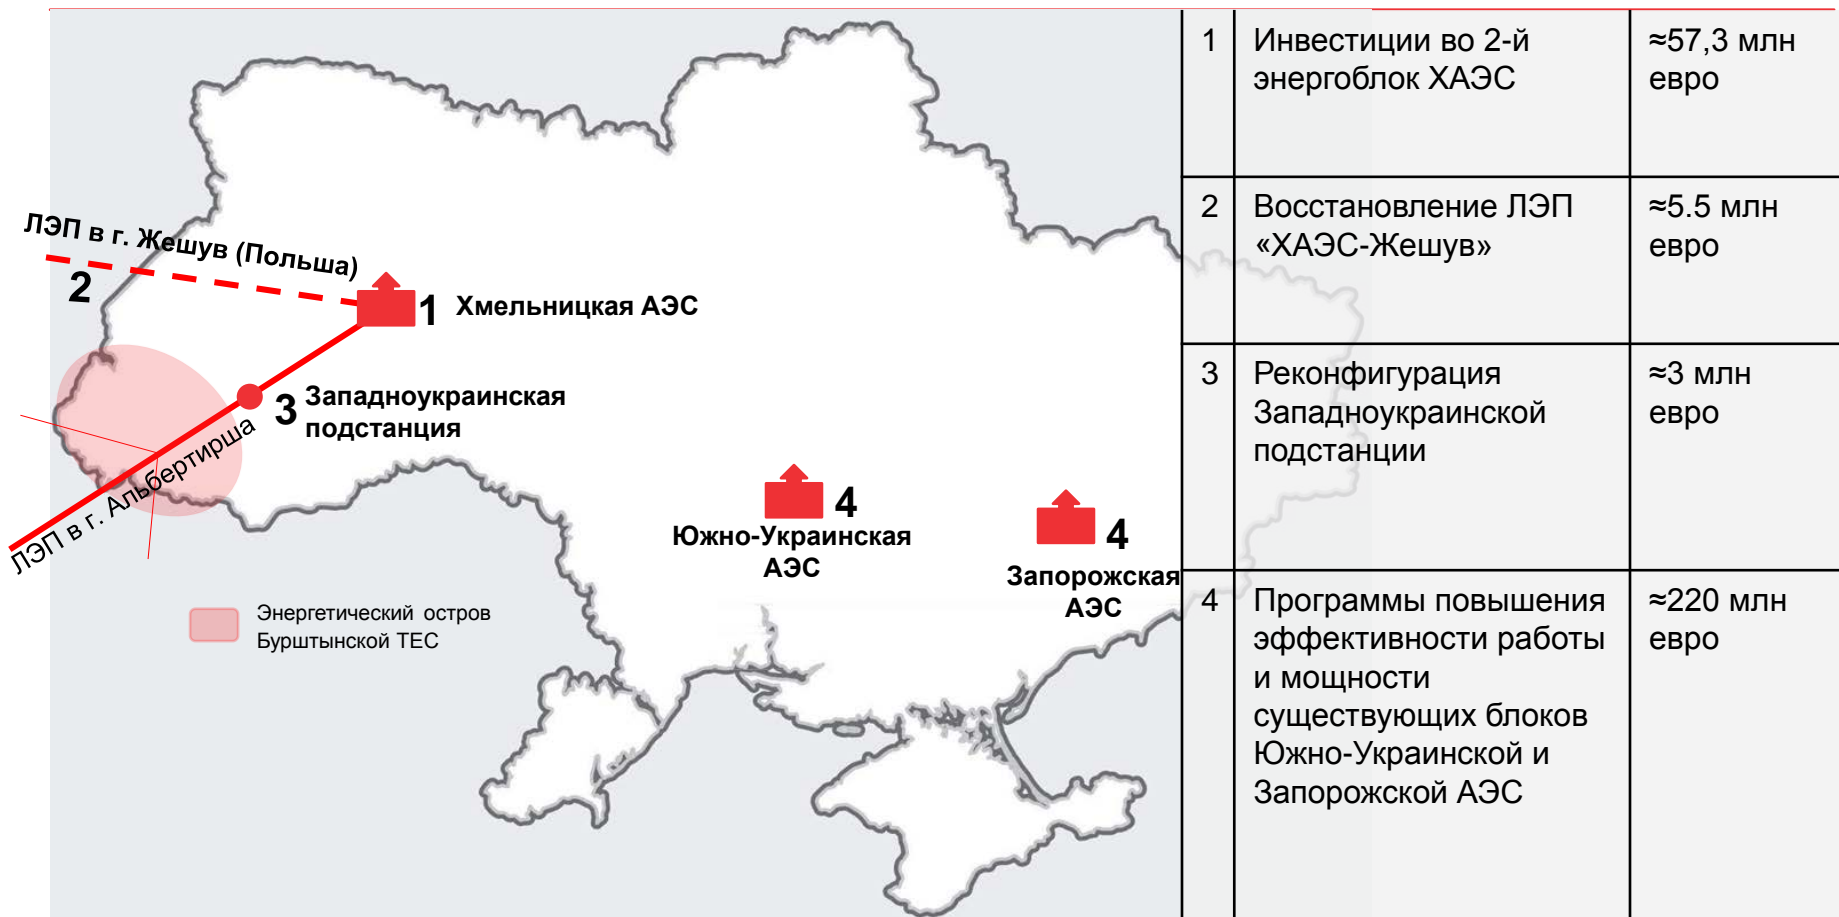 ЛЭП в г. Жешув (Польша)
2
1
Хмельницкая АЭС
3
Западноукраинская
подстанция
ЛЭП в г. Альбертирша
4
Южно-Украинская
АЭС
4
Запорожская
АЭС
Энергетический остров
Бурштынской ТЕС
1
Инвестиции во 2-й
энергоблок ХАЭС
≈57,3 млн
евро
2
Восстановление ЛЭП
«ХАЭС-Жешув»
≈5.5 млн
евро
3
Реконфигурация
Западноукраинской
подстанции
≈3 млн
евро
4
Программы повышения
эффективности работы
и мощности
существующих блоков
Южно-Украинской и
Запорожской АЭС
≈220 млн
евро